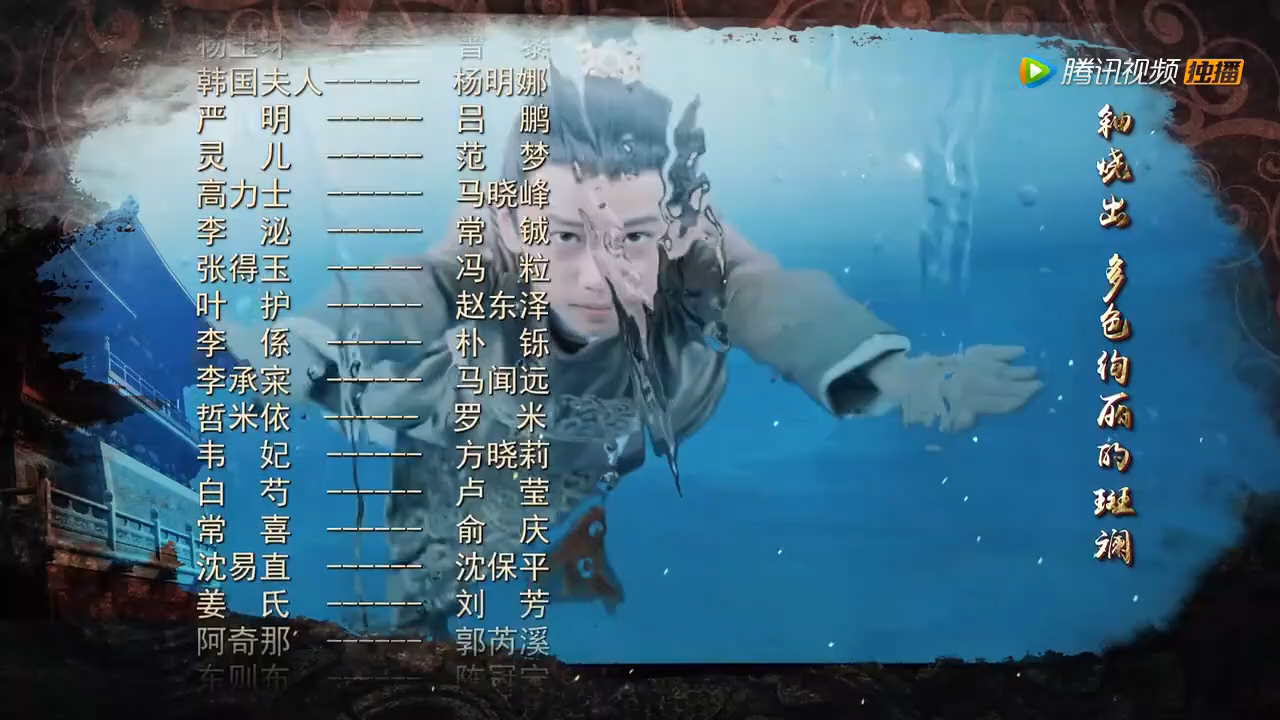 韩国夫人------ 杨明娜
严 明 ------ 吕 鹏
灵 儿 ------ 范 梦
高力士 ------ 马晓峰
李 泌 ------ 常 铖
张得玉 ------ 冯 粒
叶 护 ------ 赵东泽
李 係 ------ 朴 铄
李承寀 ------ 马闻远
哲米依 ------ 罗 米
韦 妃 ------ 方晓莉
白 芍 ------ 卢 莹
常 喜 ------ 俞 庆
沈易直 ------ 沈保平
姜 氏 ------ 刘 芳
阿奇那 ------ 郭芮溪
腾讯视频 独播
釉烧出 多色绚丽的斑斓